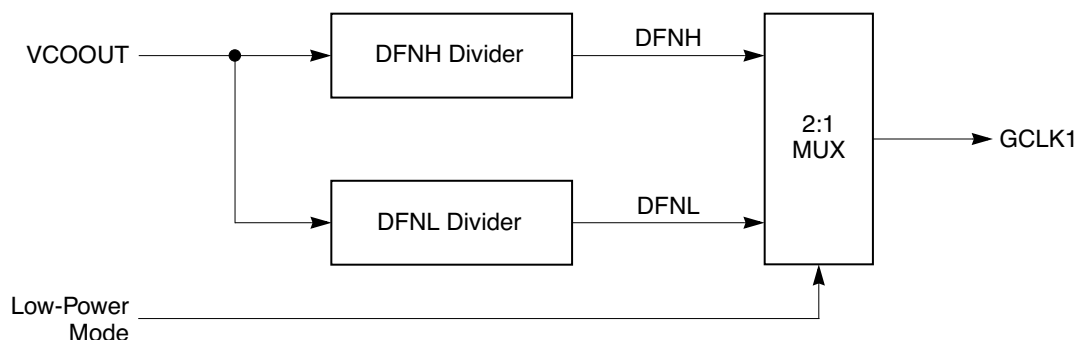 DFNH
VCOOUT
DFNH Divider
2:1
MUX
GCLK1
DFNL
DFNL Divider
Low-Power
Mode